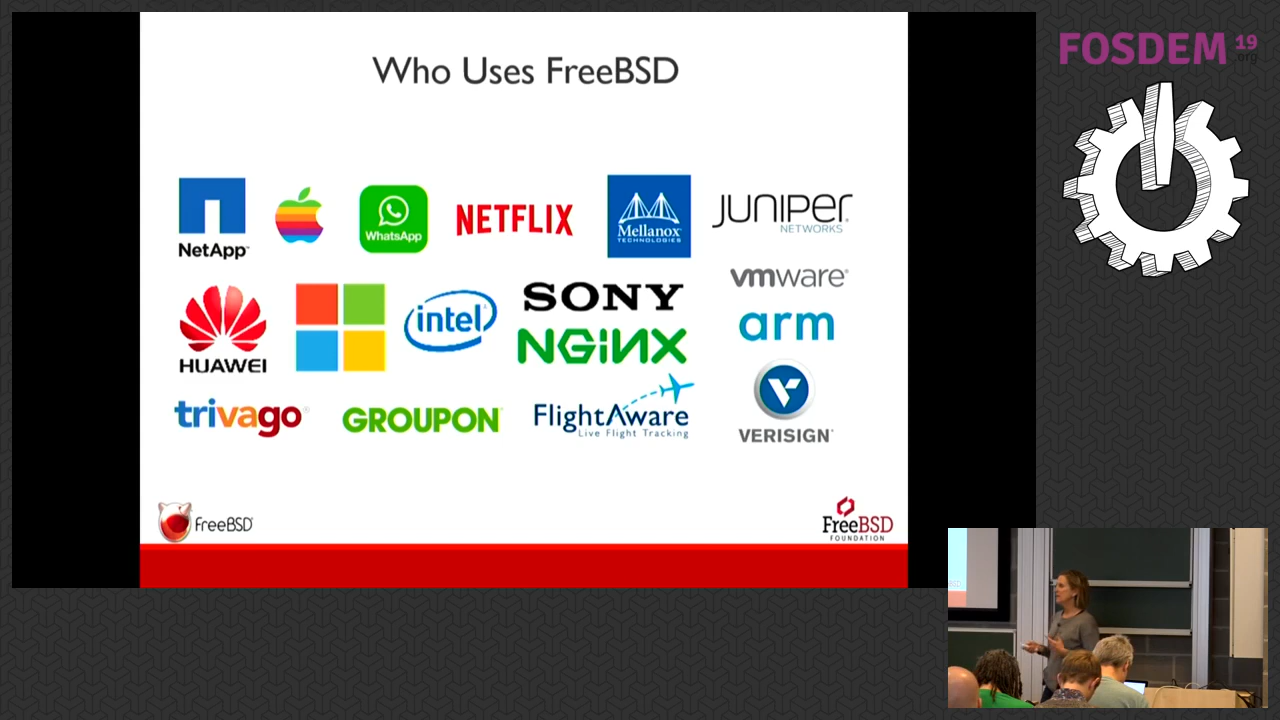 Who Uses FreeBSD
FOSDEM 19
.org
NetApp™
WhatsApp
NETFLIX
Mellanox
TECHNOLOGIES
JUNIPER
NETWORKS
vmware
HUAWEI
intel
SONY
NGiNX
arm
trivago
GROUPON
FlightAware
Live Flight Tracking
VERISIGN
FreeBSD
FreeBSD
FOUNDATION